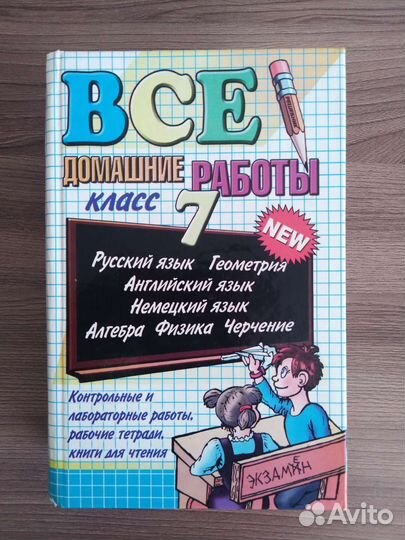 ВСЕ
ДОМАШНИЕ РАБОТЫ
класс 7
NEW
Русский язык Геометрия
Английский язык
Немецкий язык
Алгебра Физика Черчение
Контрольные и
лабораторные работы,
рабочие тетради,
книги для чтения
ЭКЗАМЕН
Avito